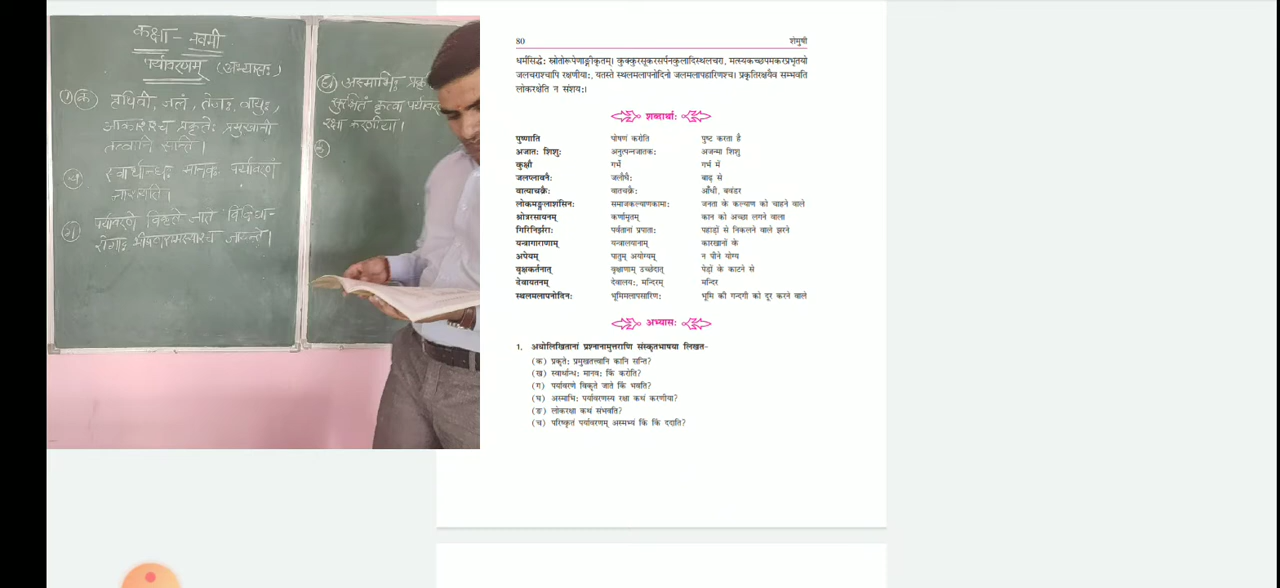 कक्षा - नवमी
पर्यावरणम् (अभ्यासः)
१) (क) पृथिवी, जलं, तेजः, वायुः,
आकाशश्च प्रकृतेः प्रमुखानि
तत्त्वानि सन्ति।
(ख) स्वार्थान्धः मानवः पर्यावरणं
नाशयति।
(ग) पर्यावरणे विकृते जाते विविधाः
रोगाः भीषणसमस्याश्च जायन्ते।
(घ) अस्माभिः
सुरक्षितं कृत्वा
रक्षा करणीया।
80 शेमुषी
धर्मसिद्धेः स्रोतोरूपेणाङ्गीकृतम्। कुक्कुरसूकरसर्पनकुलादिस्थलचरा, मत्स्यकच्छपमकरप्रभृतयो
जलचराश्चापि रक्षणीयाः, यतस्ते स्थलमलापनोदिनो जलमलापहारिणश्च। प्रकृतिरक्षयैव सम्भवति
लोकरक्षेति न संशयः।
शब्दार्थाः
पुष्णाति पोषणं करोति पुष्ट करता है
अजातः शिशुः अनुत्पन्नजातकः अजन्मा शिशु
कुक्षौ गर्भे गर्भ में
जलप्लावनैः जलौघैः बाढ़ से
वात्याचक्रैः वातचक्रैः आँधी, बवंडर
लोकमङ्गलाशंसिनः समाजकल्याणकामाः जनता के कल्याण को चाहने वाले
श्रोत्ररसायनम् कर्णामृतम् कान को अच्छा लगने वाला
गिरिनिर्झराः पर्वतानां प्रपाताः पहाड़ों से निकलने वाले झरने
यन्त्रागाराणाम् यन्त्रालयानाम् कारखानों के
अपेयम् पातुम् अयोग्यम् न पीने योग्य
वृक्षकर्तनात् वृक्षाणाम् उच्छेदात् पेड़ों के काटने से
देवायतनम् देवालयः, मन्दिरम् मन्दिर
स्थलमलापनोदिनः भूमिमलापसारिणः भूमि की गन्दगी को दूर करने वाले
अभ्यासः
1. अधोलिखितानां प्रश्नानामुत्तराणि संस्कृतभाषया लिखत-
(क) प्रकृतेः प्रमुखतत्त्वानि कानि सन्ति?
(ख) स्वार्थान्धः मानवः किं करोति?
(ग) पर्यावरणे विकृते जाते किं भवति?
(घ) अस्माभिः पर्यावरणस्य रक्षा कथं करणीया?
(ङ) लोकरक्षा कथं संभवति?
(च) परिष्कृतं पर्यावरणम् अस्मभ्यं किं किं ददाति?